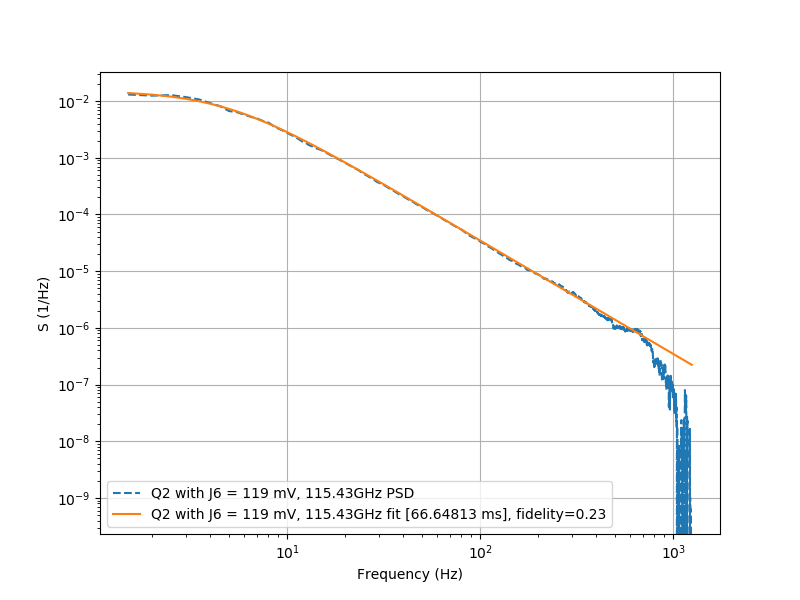 S (1/Hz)
10⁻²
10⁻³
10⁻⁴
10⁻⁵
10⁻⁶
10⁻⁷
10⁻⁸
10⁻⁹
Q2 with J6 = 119 mV, 115.43GHz PSD
Q2 with J6 = 119 mV, 115.43GHz fit [66.64813 ms], fidelity=0.23
10¹ 10² 10³
Frequency (Hz)